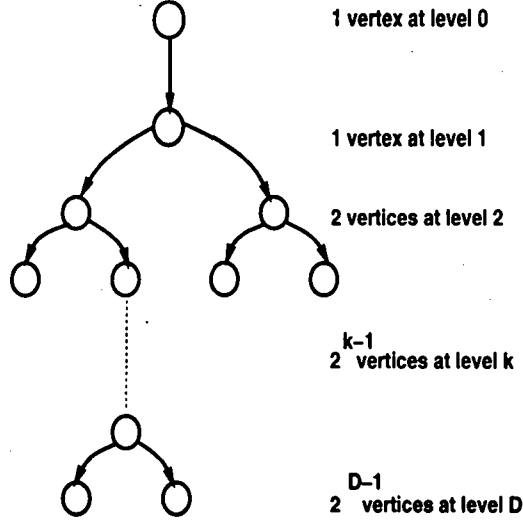 1 vertex at level 0
1 vertex at level 1
2 vertices at level 2
2^{k–1} vertices at level k
2^{D–1} vertices at level D